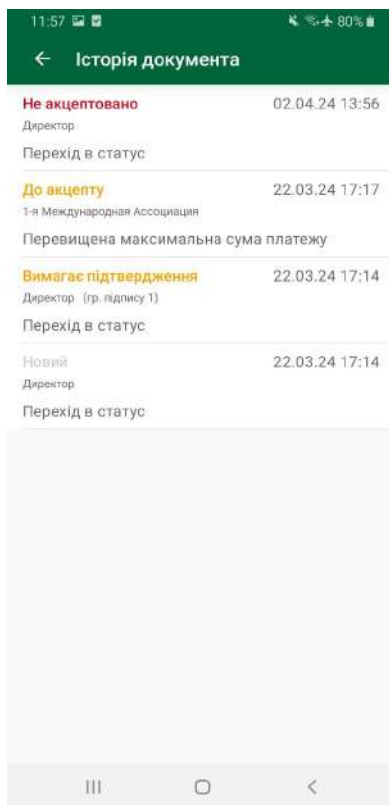 11:57 80%
Історія документа
Не акцептовано 02.04.24 13:56
Директор
Перехід в статус
До акцепту 22.03.24 17:17
1-я Международная Ассоциация
Перевищена максимальна сума платежу
Вимагає підтвердження 22.03.24 17:14
Директор (гр. підпису 1)
Перехід в статус
Новий 22.03.24 17:14
Директор
Перехід в статус